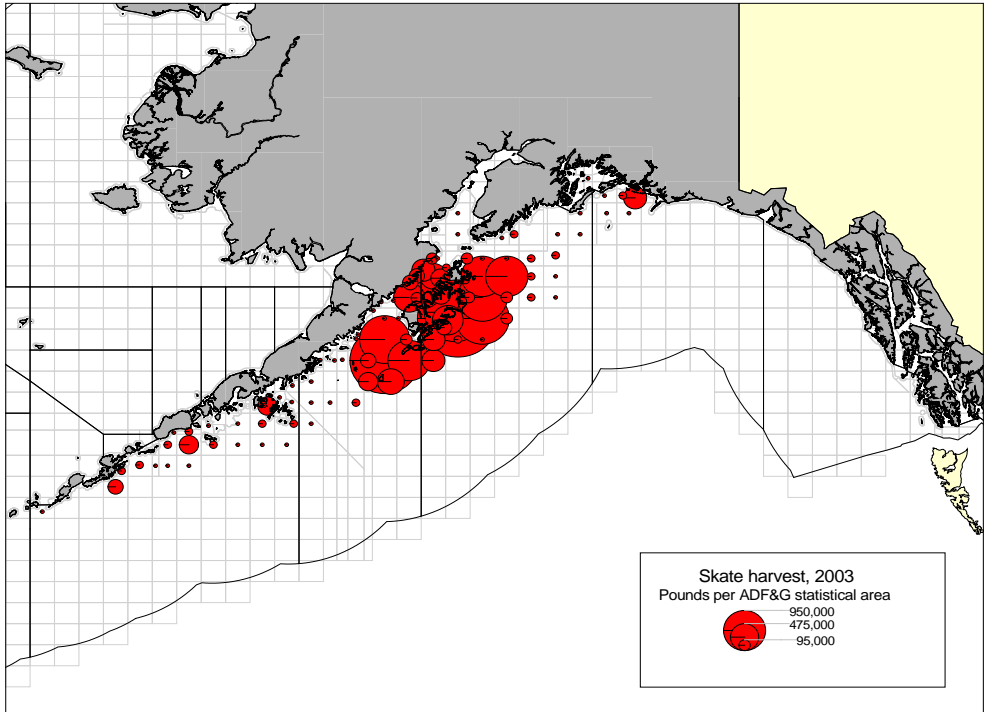 Skate harvest, 2003
Pounds per ADF&G statistical area
950,000
475,000
95,000